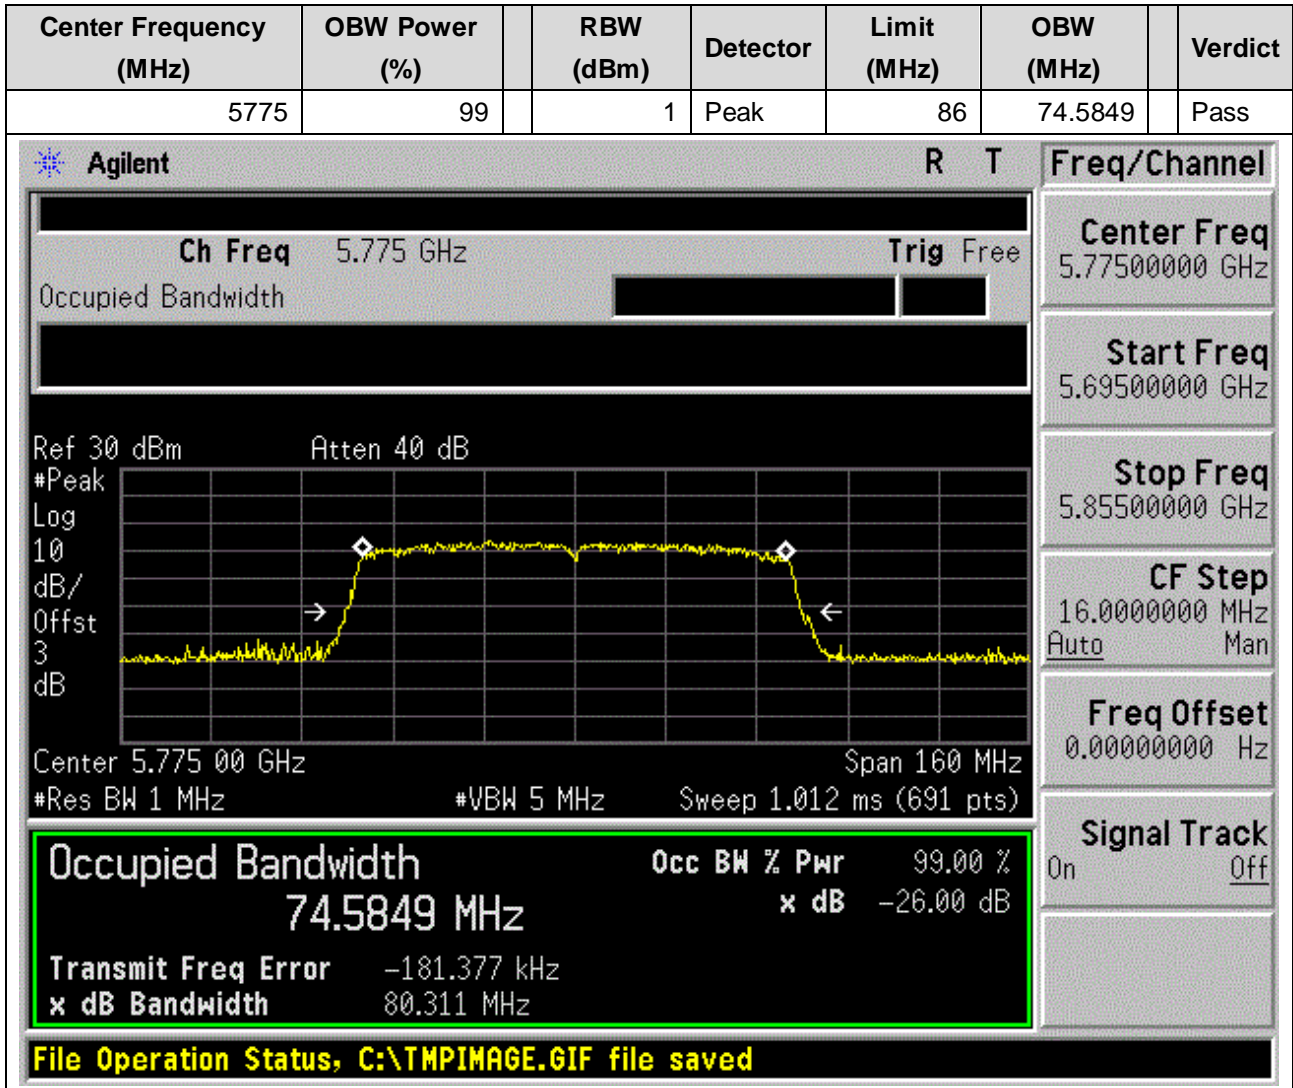 Center Frequency (MHz) OBW Power (%) RBW (dBm) Detector Limit (MHz) OBW (MHz) Verdict
5775 99 1 Peak 86 74.5849 Pass
Agilent R T Freq/Channel
Ch Freq 5.775 GHz Trig Free
Occupied Bandwidth
Center Freq
5.77500000 GHz
Start Freq
5.69500000 GHz
Stop Freq
5.85500000 GHz
CF Step
16.0000000 MHz
Auto Man
Freq Offset
0.00000000 Hz
Signal Track
On Off
Ref 30 dBm Atten 40 dB
#Peak
Log
10
dB/
Offst
3
dB
Center 5.775 00 GHz Span 160 MHz
#Res BW 1 MHz #VBW 5 MHz Sweep 1.012 ms (691 pts)
Occupied Bandwidth Occ BW % Pwr 99.00 %
74.5849 MHz x dB -26.00 dB
Transmit Freq Error -181.377 kHz
x dB Bandwidth 80.311 MHz
File Operation Status, C:\TMPIMAGE.GIF file saved